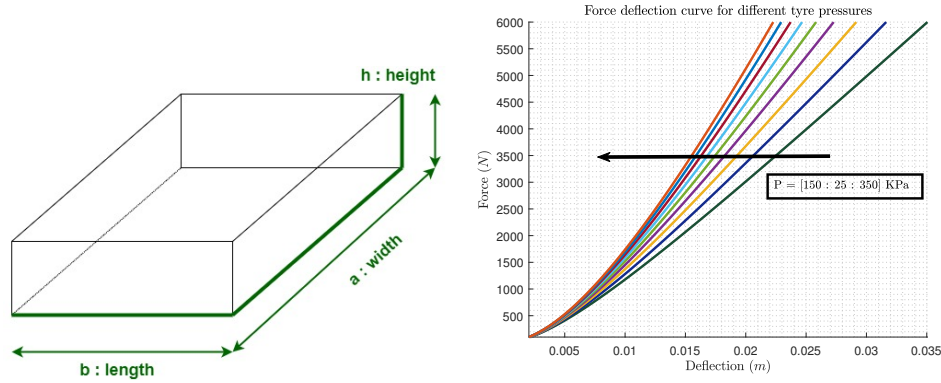 h : height
a : width
b : length
Force deflection curve for different tyre pressures
Force (N)
6000
5500
5000
4500
4000
3500
3000
2500
2000
1500
1000
500
P = [150 : 25 : 350] KPa
0.005
0.01
0.015
0.02
0.025
0.03
0.035
Deflection (m)